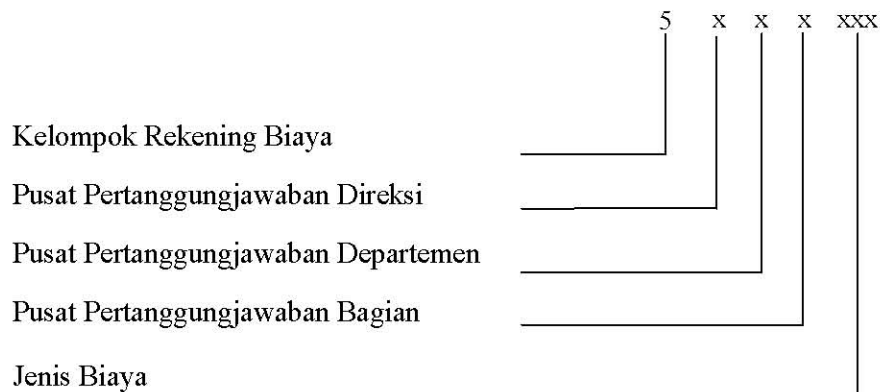 5 x x x xxx
Kelompok Rekening Biaya
Pusat Pertanggungjawaban Direksi
Pusat Pertanggungjawaban Departemen
Pusat Pertanggungjawaban Bagian
Jenis Biaya